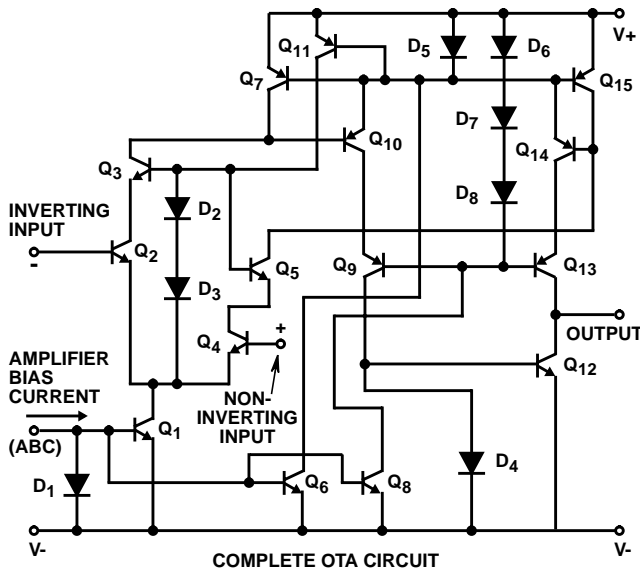 V+
Q11
D5
D6
Q7
Q15
D7
Q10
Q14
Q3
D2
D8
INVERTING
INPUT
-
Q2
Q5
Q9
Q13
D3
+
OUTPUT
Q4
AMPLIFIER
BIAS
CURRENT
NON-
INVERTING
INPUT
Q12
(ABC)
Q1
D1
Q6
Q8
D4
V-
V-
COMPLETE OTA CIRCUIT